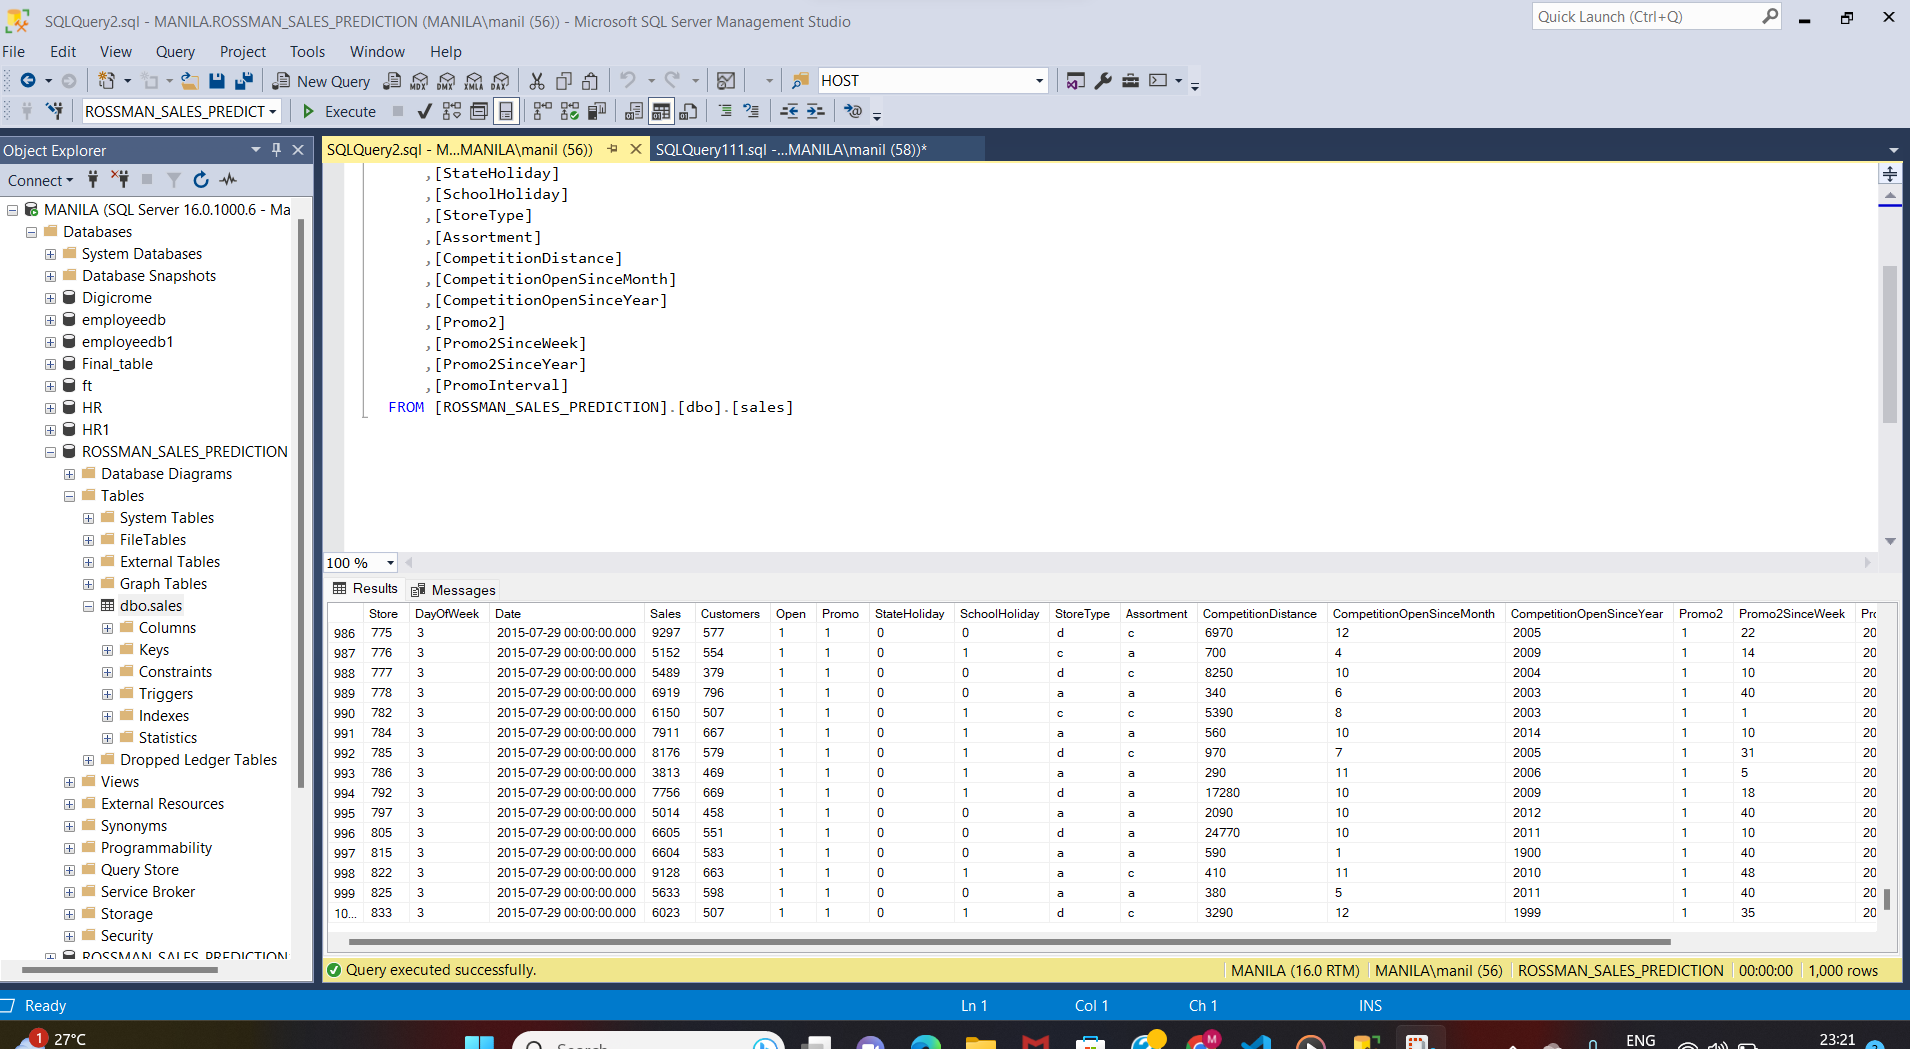 SQLQuery2.sql - MANILA.ROSSMAN_SALES_PREDICTION (MANILA\manil (56)) - Microsoft SQL Server Management Studio
Quick Launch (Ctrl+Q)
File Edit View Query Project Tools Window Help
New Query MDX DMX XMLA DAX HOST
ROSSMAN_SALES_PREDICT Execute
Object Explorer
Connect
MANILA (SQL Server 16.0.1000.6 - Ma
Databases
System Databases
Database Snapshots
Digicrome
employeedb
employeedb1
Final_table
ft
HR
HR1
ROSSMAN_SALES_PREDICTION
Database Diagrams
Tables
System Tables
FileTables
External Tables
Graph Tables
dbo.sales
Columns
Keys
Constraints
Triggers
Indexes
Statistics
Dropped Ledger Tables
Views
External Resources
Synonyms
Programmability
Query Store
Service Broker
Storage
Security
ROSSMAN_SALES_PREDICTION
SQLQuery2.sql - M...MANILA\manil (56)) SQLQuery111.sql -...MANILA\manil (58))*
,[StateHoliday]
,[SchoolHoliday]
,[StoreType]
,[Assortment]
,[CompetitionDistance]
,[CompetitionOpenSinceMonth]
,[CompetitionOpenSinceYear]
,[Promo2]
,[Promo2SinceWeek]
,[Promo2SinceYear]
,[PromoInterval]
FROM [ROSSMAN_SALES_PREDICTION].[dbo].[sales]
100 %
Results Messages
Store DayOfWeek Date Sales Customers Open Promo StateHoliday SchoolHoliday StoreType Assortment CompetitionDistance CompetitionOpenSinceMonth CompetitionOpenSinceYear Promo2 Promo2SinceWeek Pro
986 775 3 2015-07-29 00:00:00.000 9297 577 1 1 0 0 d c 6970 12 2005 1 22 20
987 776 3 2015-07-29 00:00:00.000 5152 554 1 1 0 1 c a 700 4 2009 1 14 20
988 777 3 2015-07-29 00:00:00.000 5489 379 1 1 0 0 d c 8250 10 2004 1 10 20
989 778 3 2015-07-29 00:00:00.000 6919 796 1 1 0 0 a a 340 6 2003 1 40 20
990 782 3 2015-07-29 00:00:00.000 6150 507 1 1 0 1 c c 5390 8 2003 1 1 20
991 784 3 2015-07-29 00:00:00.000 7911 667 1 1 0 1 a a 560 10 2014 1 10 20
992 785 3 2015-07-29 00:00:00.000 8176 579 1 1 0 1 d c 970 7 2005 1 31 20
993 786 3 2015-07-29 00:00:00.000 3813 469 1 1 0 1 a a 290 11 2006 1 5 20
994 792 3 2015-07-29 00:00:00.000 7756 669 1 1 0 1 d a 17280 10 2009 1 18 20
995 797 3 2015-07-29 00:00:00.000 5014 458 1 1 0 0 a a 2090 10 2012 1 40 20
996 805 3 2015-07-29 00:00:00.000 6605 551 1 1 0 0 d a 24770 10 2011 1 10 20
997 815 3 2015-07-29 00:00:00.000 6604 583 1 1 0 0 a a 590 1 1900 1 40 20
998 822 3 2015-07-29 00:00:00.000 9128 663 1 1 0 1 a c 410 11 2010 1 48 20
999 825 3 2015-07-29 00:00:00.000 5633 598 1 1 0 0 a a 380 5 2011 1 40 20
10... 833 3 2015-07-29 00:00:00.000 6023 507 1 1 0 1 d c 3290 12 1999 1 35 20
Query executed successfully. MANILA (16.0 RTM) MANILA\manil (56) ROSSMAN_SALES_PREDICTION 00:00:00 1,000 rows
Ready Ln 1 Col 1 Ch 1 INS
1 27°C Search M ENG 23:21